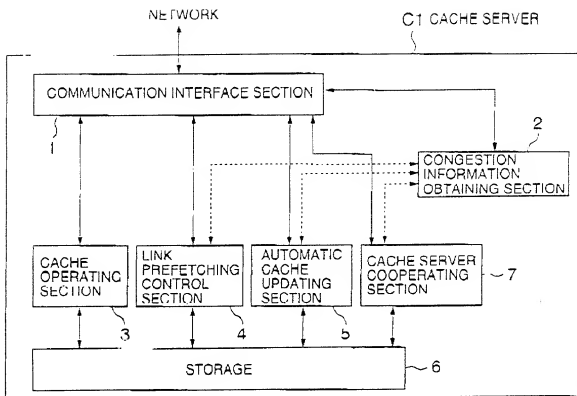 NETWORK
C1 CACHE SERVER
COMMUNICATION INTERFACE SECTION
1
2
CONGESTION
INFORMATION
OBTAINING SECTION
CACHE
OPERATING
SECTION
3
LINK
PREFETCHING
CONTROL
SECTION
4
AUTOMATIC
CACHE
UPDATING
SECTION
5
CACHE SERVER
COOPERATING
SECTION
7
STORAGE
6